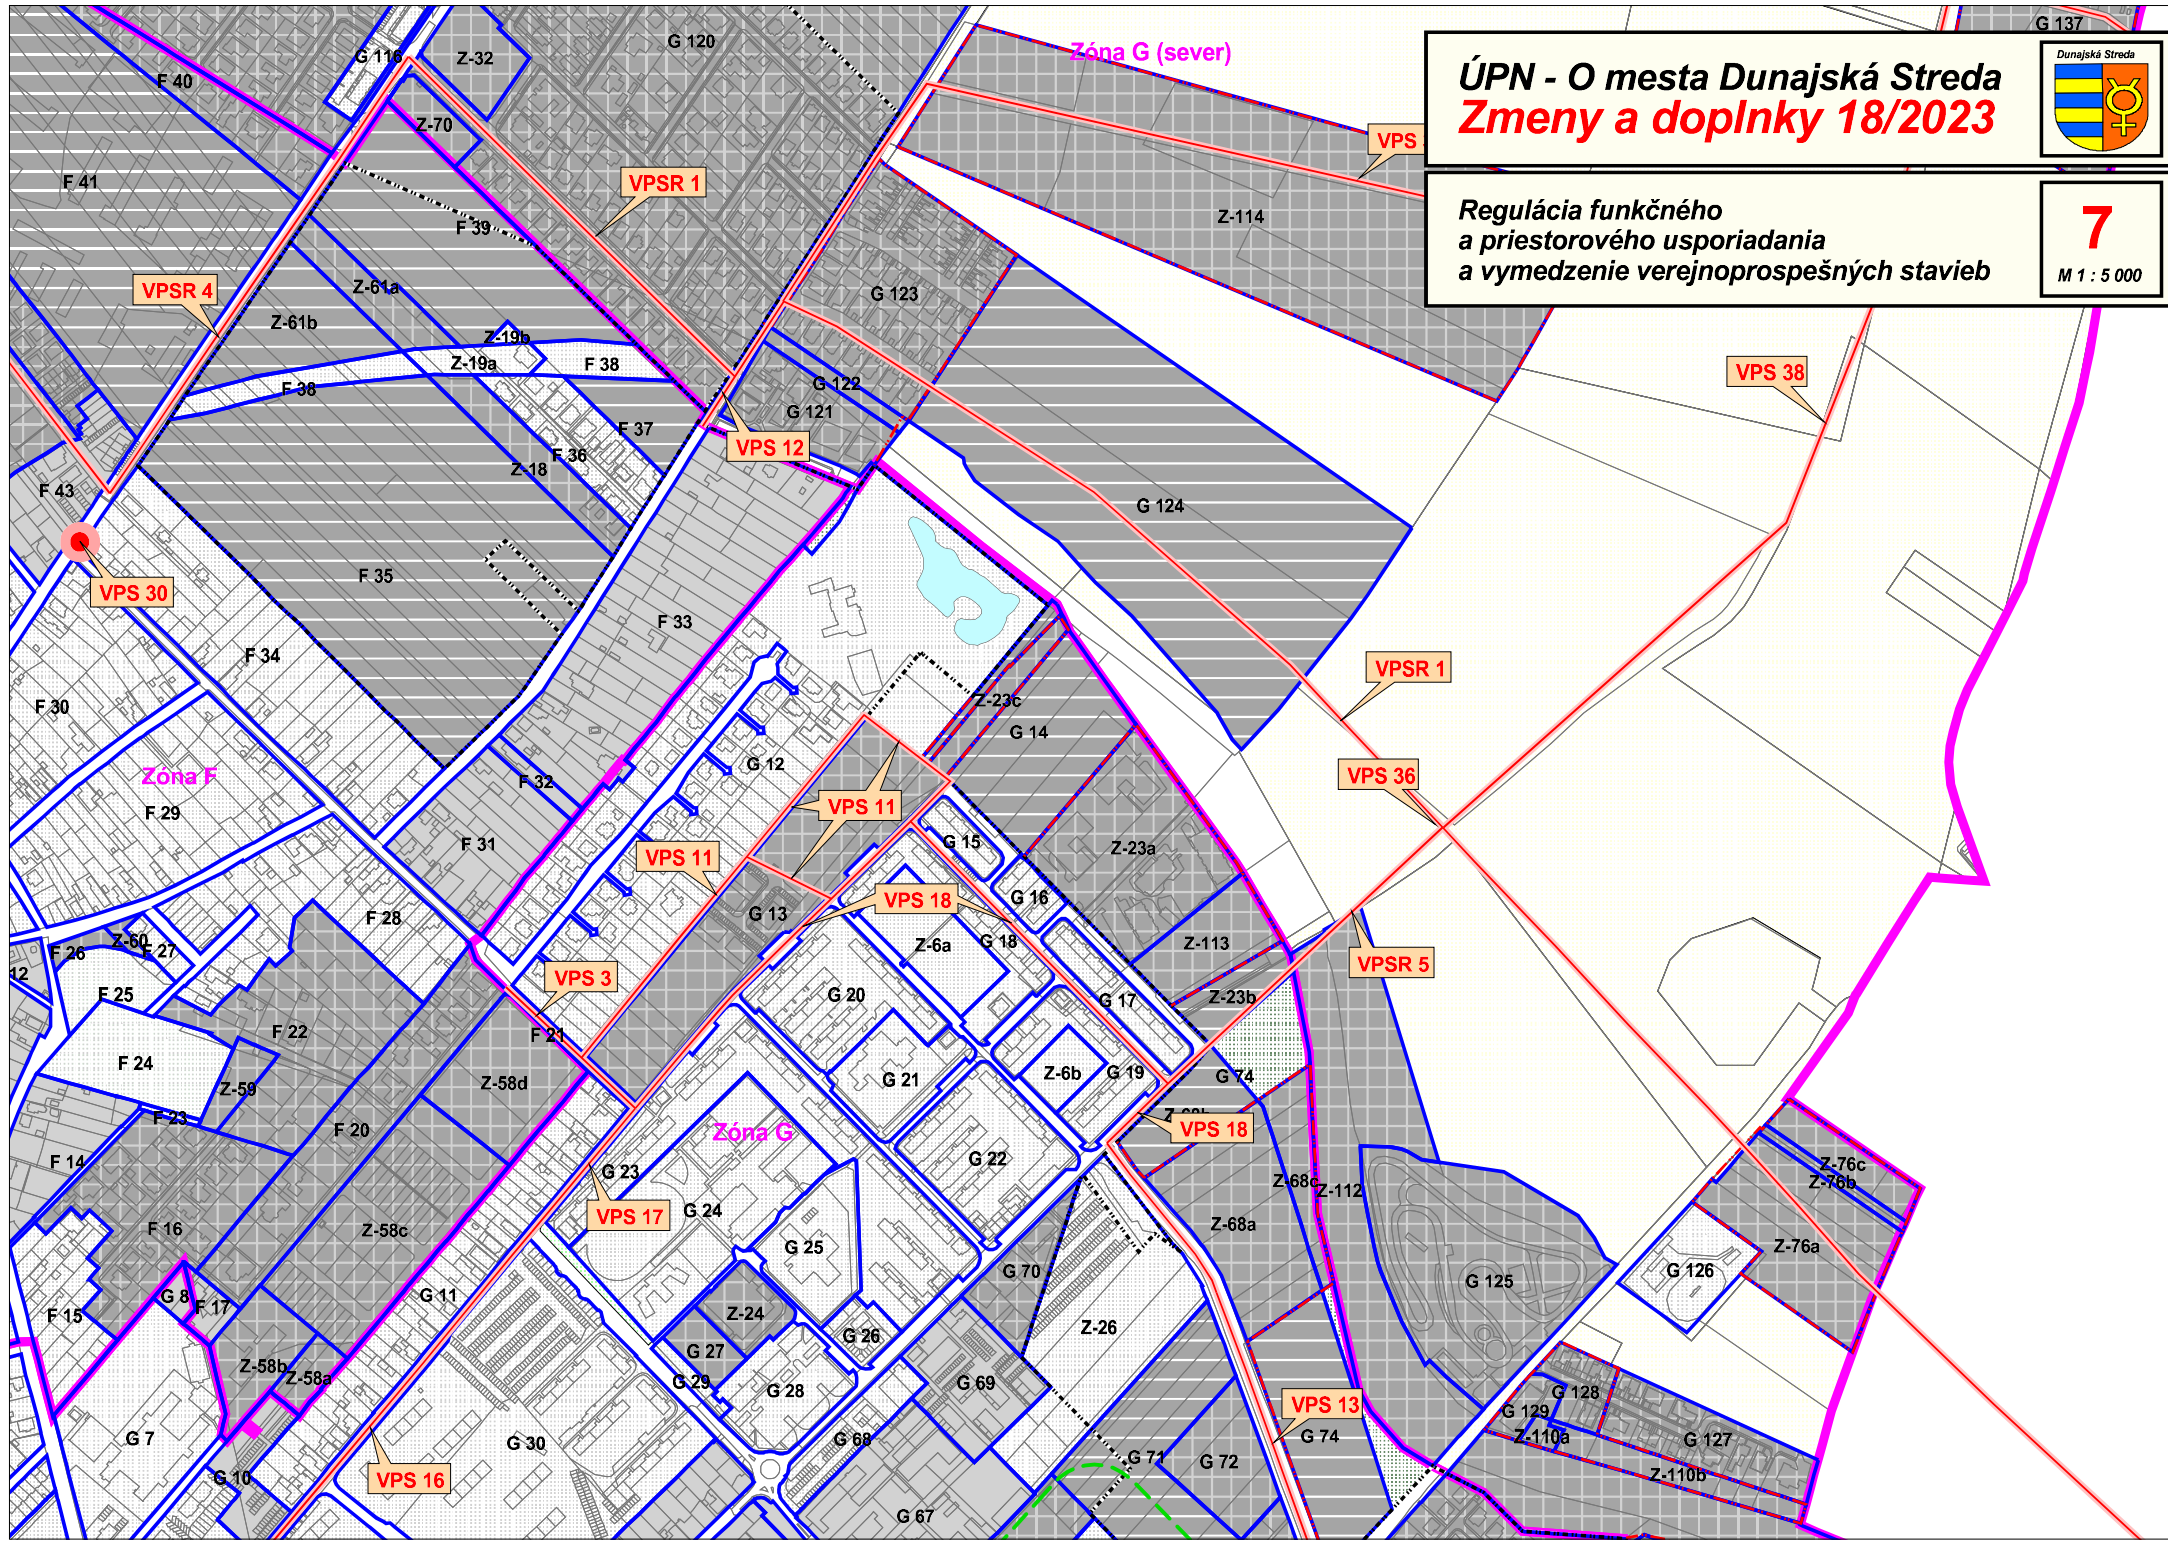 ÚPN - O mesta Dunajská Streda
Zmeny a doplnky 18/2023
Dunajská Streda
Regulácia funkčného
a priestorového usporiadania
a vymedzenie verejnoprospešných stavieb
7
M 1 : 5 000
G 137
Zóna G (sever)
G 116
Z-32
G 120
F 40
Z-70
VPS
F 41
VPSR 1
Z-114
F 39
VPSR 4
Z-61a
G 123
Z-61b
Z-19b
Z-19a
F 38
F 38
G 122
VPS 38
G 121
F 37
VPS 12
F 36
Z-18
F 43
G 124
F 35
VPS 30
F 33
F 34
VPSR 1
Z-23c
F 30
G 14
G 12
Zóna F
F 32
VPS 36
F 29
VPS 11
F 31
G 15
VPS 11
Z-23a
G 16
VPS 18
F 28
G 13
G 18
Z-6a
Z-113
Z-60
F 27
F 26
VPSR 5
12
VPS 3
F 25
G 20
G 17
Z-23b
F 22
F 21
F 24
Z-59
Z-58d
G 21
Z-6b
G 19
G 74
F 23
F 20
Zóna G
VPS 18
F 14
G 23
G 22
Z-76c
Z-76b
Z-68c
Z-112
G 24
VPS 17
Z-68a
F 16
Z-58c
G 25
Z-76a
G 70
G 126
G 125
G 11
G 8
F 17
F 15
Z-24
Z-26
G 26
G 27
Z-58b
Z-58a
G 29
G 28
G 69
G 128
VPS 13
G 129
G 7
G 30
G 68
G 74
Z-110a
G 127
G 71
G 72
Z-110b
G 10
VPS 16
G 67